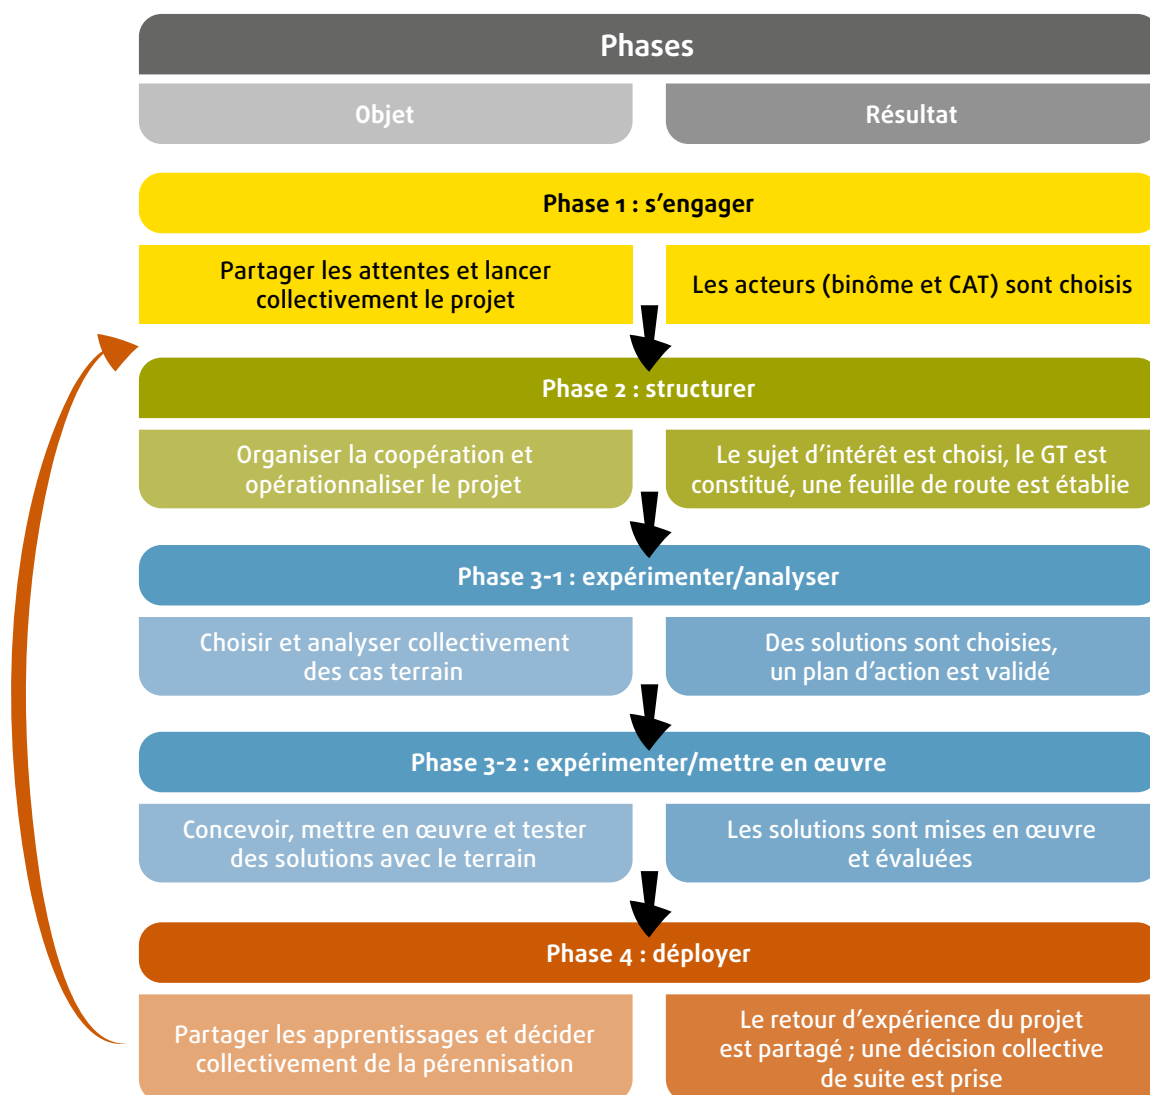 Phases
Objet
Résultat
Phase 1 : s’engager
Partager les attentes et lancer
collectivement le projet
Les acteurs (binôme et CAT) sont choisis
Phase 2 : structurer
Organiser la coopération et
opérationnaliser le projet
Le sujet d’intérêt est choisi, le GT est
constitué, une feuille de route est établie
Phase 3-1 : expérimenter/analyser
Choisir et analyser collectivement
des cas terrain
Des solutions sont choisies,
un plan d’action est validé
Phase 3-2 : expérimenter/mettre en œuvre
Concevoir, mettre en œuvre et tester
des solutions avec le terrain
Les solutions sont mises en œuvre
et évaluées
Phase 4 : déployer
Partager les apprentissages et décider
collectivement de la pérennisation
Le retour d’expérience du projet
est partagé ; une décision collective
de suite est prise